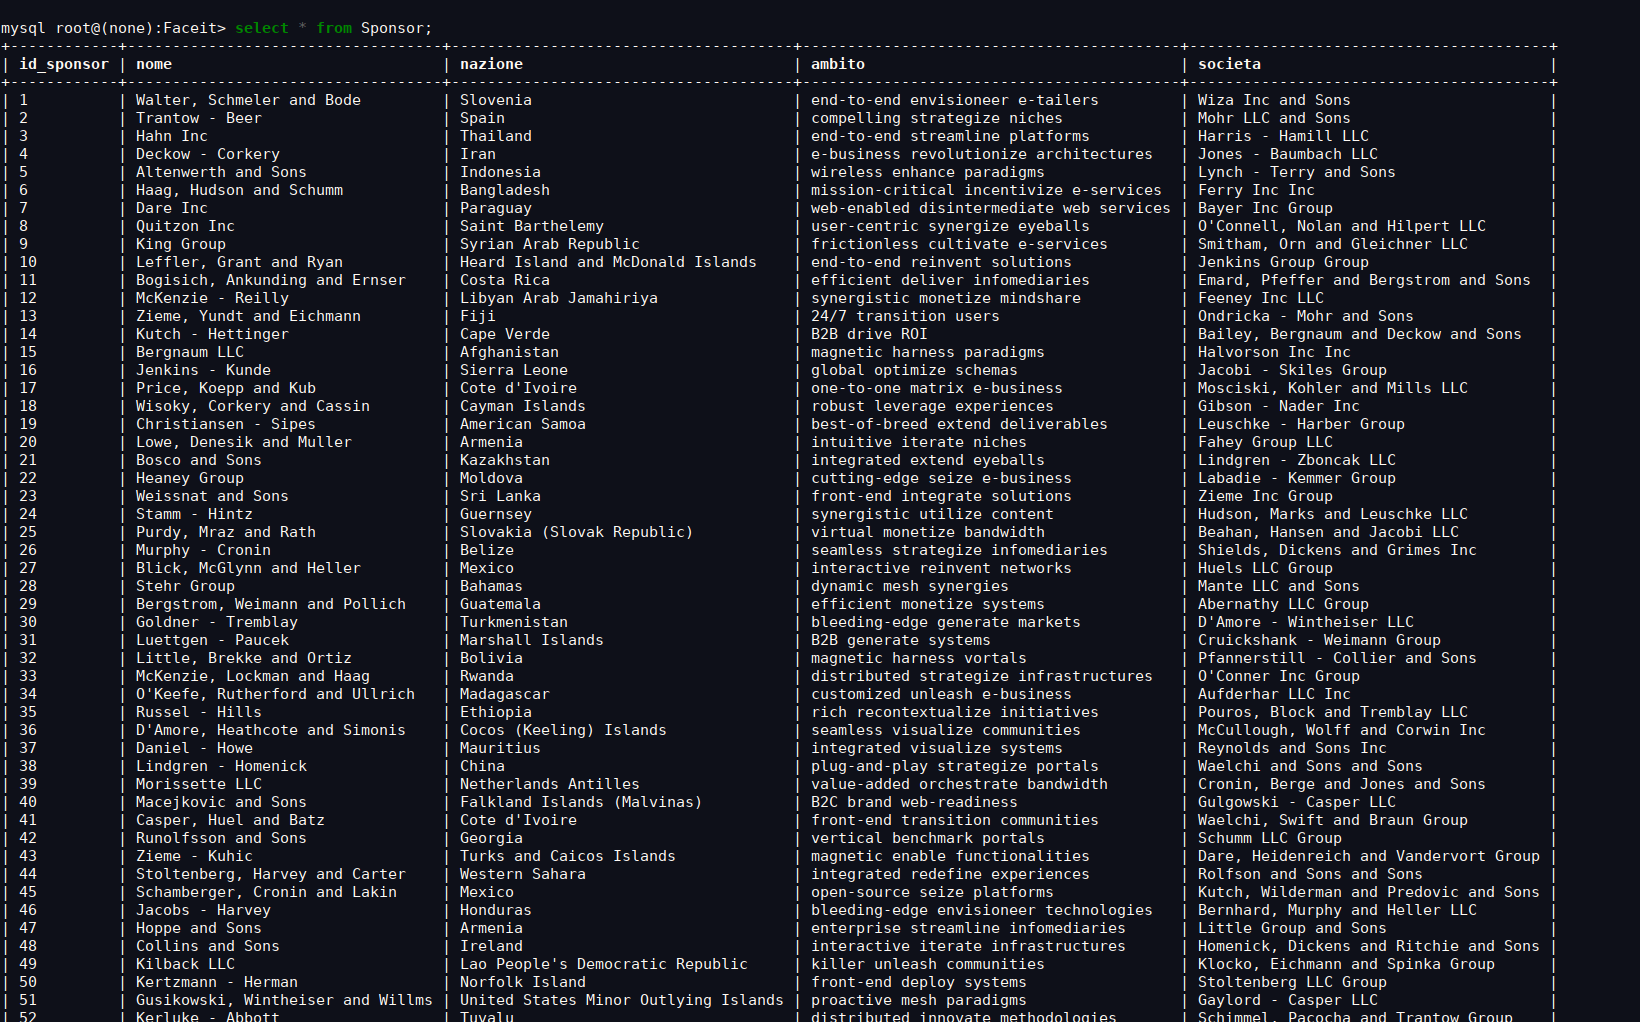 mysql root@(none):Faceit> select * from Sponsor;
+------------+-----------------------------------+--------------------------------------+------------------------------------------+----------------------------------------+
| id_sponsor | nome                              | nazione                              | ambito                                   | societa                                |
+------------+-----------------------------------+--------------------------------------+------------------------------------------+----------------------------------------+
| 1          | Walter, Schmeler and Bode         | Slovenia                             | end-to-end envisioneer e-tailers         | Wiza Inc and Sons                      |
| 2          | Trantow - Beer                    | Spain                                | compelling strategize niches             | Mohr LLC and Sons                      |
| 3          | Hahn Inc                          | Thailand                             | end-to-end streamline platforms          | Harris - Hamill LLC                    |
| 4          | Deckow - Corkery                  | Iran                                 | e-business revolutionize architectures   | Jones - Baumbach LLC                   |
| 5          | Altenwerth and Sons               | Indonesia                            | wireless enhance paradigms               | Lynch - Terry and Sons                 |
| 6          | Haag, Hudson and Schumm           | Bangladesh                           | mission-critical incentivize e-services  | Ferry Inc Inc                          |
| 7          | Dare Inc                          | Paraguay                             | web-enabled disintermediate web services | Bayer Inc Group                        |
| 8          | Quitzon Inc                       | Saint Barthelemy                     | user-centric synergize eyeballs          | O'Connell, Nolan and Hilpert LLC       |
| 9          | King Group                        | Syrian Arab Republic                 | frictionless cultivate e-services        | Smitham, Orn and Gleichner LLC         |
| 10         | Leffler, Grant and Ryan           | Heard Island and McDonald Islands    | end-to-end reinvent solutions            | Jenkins Group Group                    |
| 11         | Bogisich, Ankunding and Ernser    | Costa Rica                           | efficient deliver infomediaries          | Emard, Pfeffer and Bergstrom and Sons  |
| 12         | McKenzie - Reilly                 | Libyan Arab Jamahiriya               | synergistic monetize mindshare           | Feeney Inc LLC                         |
| 13         | Zieme, Yundt and Eichmann         | Fiji                                 | 24/7 transition users                    | Ondricka - Mohr and Sons               |
| 14         | Kutch - Hettinger                 | Cape Verde                           | B2B drive ROI                            | Bailey, Bergnaum and Deckow and Sons   |
| 15         | Bergnaum LLC                      | Afghanistan                          | magnetic harness paradigms               | Halvorson Inc Inc                      |
| 16         | Jenkins - Kunde                   | Sierra Leone                         | global optimize schemas                  | Jacobi - Skiles Group                  |
| 17         | Price, Koepp and Kub              | Cote d'Ivoire                        | one-to-one matrix e-business             | Mosciski, Kohler and Mills LLC         |
| 18         | Wisoky, Corkery and Cassin        | Cayman Islands                       | robust leverage experiences              | Gibson - Nader Inc                     |
| 19         | Christiansen - Sipes              | American Samoa                       | best-of-breed extend deliverables        | Leuschke - Harber Group                |
| 20         | Lowe, Denesik and Muller          | Armenia                              | intuitive iterate niches                 | Fahey Group LLC                        |
| 21         | Bosco and Sons                    | Kazakhstan                           | integrated extend eyeballs               | Lindgren - Zboncak LLC                 |
| 22         | Heaney Group                      | Moldova                              | cutting-edge seize e-business            | Labadie - Kemmer Group                 |
| 23         | Weissnat and Sons                 | Sri Lanka                            | front-end integrate solutions            | Zieme Inc Group                        |
| 24         | Stamm - Hintz                     | Guernsey                             | synergistic utilize content              | Hudson, Marks and Leuschke LLC         |
| 25         | Purdy, Mraz and Rath              | Slovakia (Slovak Republic)           | virtual monetize bandwidth               | Beahan, Hansen and Jacobi LLC          |
| 26         | Murphy - Cronin                   | Belize                               | seamless strategize infomediaries        | Shields, Dickens and Grimes Inc        |
| 27         | Blick, McGlynn and Heller         | Mexico                               | interactive reinvent networks            | Huels LLC Group                        |
| 28         | Stehr Group                       | Bahamas                              | dynamic mesh synergies                   | Mante LLC and Sons                     |
| 29         | Bergstrom, Weimann and Pollich    | Guatemala                            | efficient monetize systems               | Abernathy LLC Group                    |
| 30         | Goldner - Tremblay                | Turkmenistan                         | bleeding-edge generate markets           | D'Amore - Wintheiser LLC               |
| 31         | Luettgen - Paucek                 | Marshall Islands                     | B2B generate systems                     | Cruickshank - Weimann Group            |
| 32         | Little, Brekke and Ortiz          | Bolivia                              | magnetic harness vortals                 | Pfannerstill - Collier and Sons        |
| 33         | McKenzie, Lockman and Haag        | Rwanda                               | distributed strategize infrastructures   | O'Conner Inc Group                     |
| 34         | O'Keefe, Rutherford and Ullrich   | Madagascar                           | customized unleash e-business            | Aufderhar LLC Inc                      |
| 35         | Russel - Hills                    | Ethiopia                             | rich recontextualize initiatives         | Pouros, Block and Tremblay LLC         |
| 36         | D'Amore, Heathcote and Simonis    | Cocos (Keeling) Islands              | seamless visualize communities           | McCullough, Wolff and Corwin Inc       |
| 37         | Daniel - Howe                     | Mauritius                            | integrated visualize systems             | Reynolds and Sons Inc                  |
| 38         | Lindgren - Homenick               | China                                | plug-and-play strategize portals         | Waelchi and Sons and Sons              |
| 39         | Morissette LLC                    | Netherlands Antilles                 | value-added orchestrate bandwidth        | Cronin, Berge and Jones and Sons       |
| 40         | Macejkovic and Sons               | Falkland Islands (Malvinas)          | B2C brand web-readiness                  | Gulgowski - Casper LLC                 |
| 41         | Casper, Huel and Batz             | Cote d'Ivoire                        | front-end transition communities         | Waelchi, Swift and Braun Group         |
| 42         | Runolfsson and Sons               | Georgia                              | vertical benchmark portals               | Schumm LLC Group                       |
| 43         | Zieme - Kuhic                     | Turks and Caicos Islands             | magnetic enable functionalities          | Dare, Heidenreich and Vandervort Group |
| 44         | Stoltenberg, Harvey and Carter    | Western Sahara                       | integrated redefine experiences          | Rolfson and Sons and Sons              |
| 45         | Schamberger, Cronin and Lakin     | Mexico                               | open-source seize platforms              | Kutch, Wilderman and Predovic and Sons |
| 46         | Jacobs - Harvey                   | Honduras                             | bleeding-edge envisioneer technologies   | Bernhard, Murphy and Heller LLC        |
| 47         | Hoppe and Sons                    | Armenia                              | enterprise streamline infomediaries      | Little Group and Sons                  |
| 48         | Collins and Sons                  | Ireland                              | interactive iterate infrastructures      | Homenick, Dickens and Ritchie and Sons |
| 49         | Kilback LLC                       | Lao People's Democratic Republic     | killer unleash communities               | Klocko, Eichmann and Spinka Group      |
| 50         | Kertzmann - Herman                | Norfolk Island                       | front-end deploy systems                 | Stoltenberg LLC Group                  |
| 51         | Gusikowski, Wintheiser and Willms | United States Minor Outlying Islands | proactive mesh paradigms                 | Gaylord - Casper LLC                   |
| 52         | Kerluke - Abbott                  | Tuvalu                               | distributed innovate methodologies       | Schimmel, Pacocha and Trantow Group    |